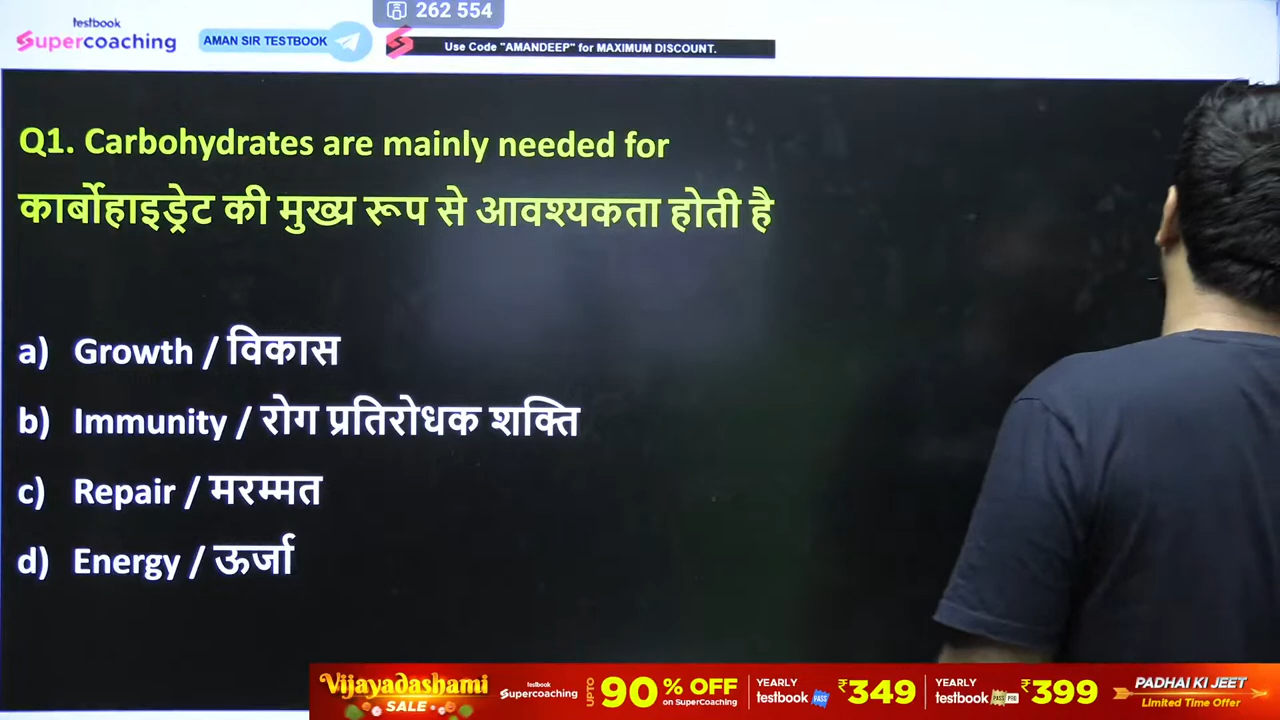 testbook
Supercoaching
AMAN SIR TESTBOOK
262 554
Use Code "AMANDEEP" for MAXIMUM DISCOUNT.
Q1. Carbohydrates are mainly needed for
कार्बोहाइड्रेट की मुख्य रूप से आवश्यकता होती है
a) Growth / विकास
b) Immunity / रोग प्रतिरोधक शक्ति
c) Repair / मरम्मत
d) Energy / ऊर्जा
Vijayadashami
SALE
testbook
Supercoaching
UPTO 90% OFF
on SuperCoaching
YEARLY
testbook PASS
₹349
YEARLY
testbook PASS PRO
₹399
PADHAI KI JEET
Limited Time Offer